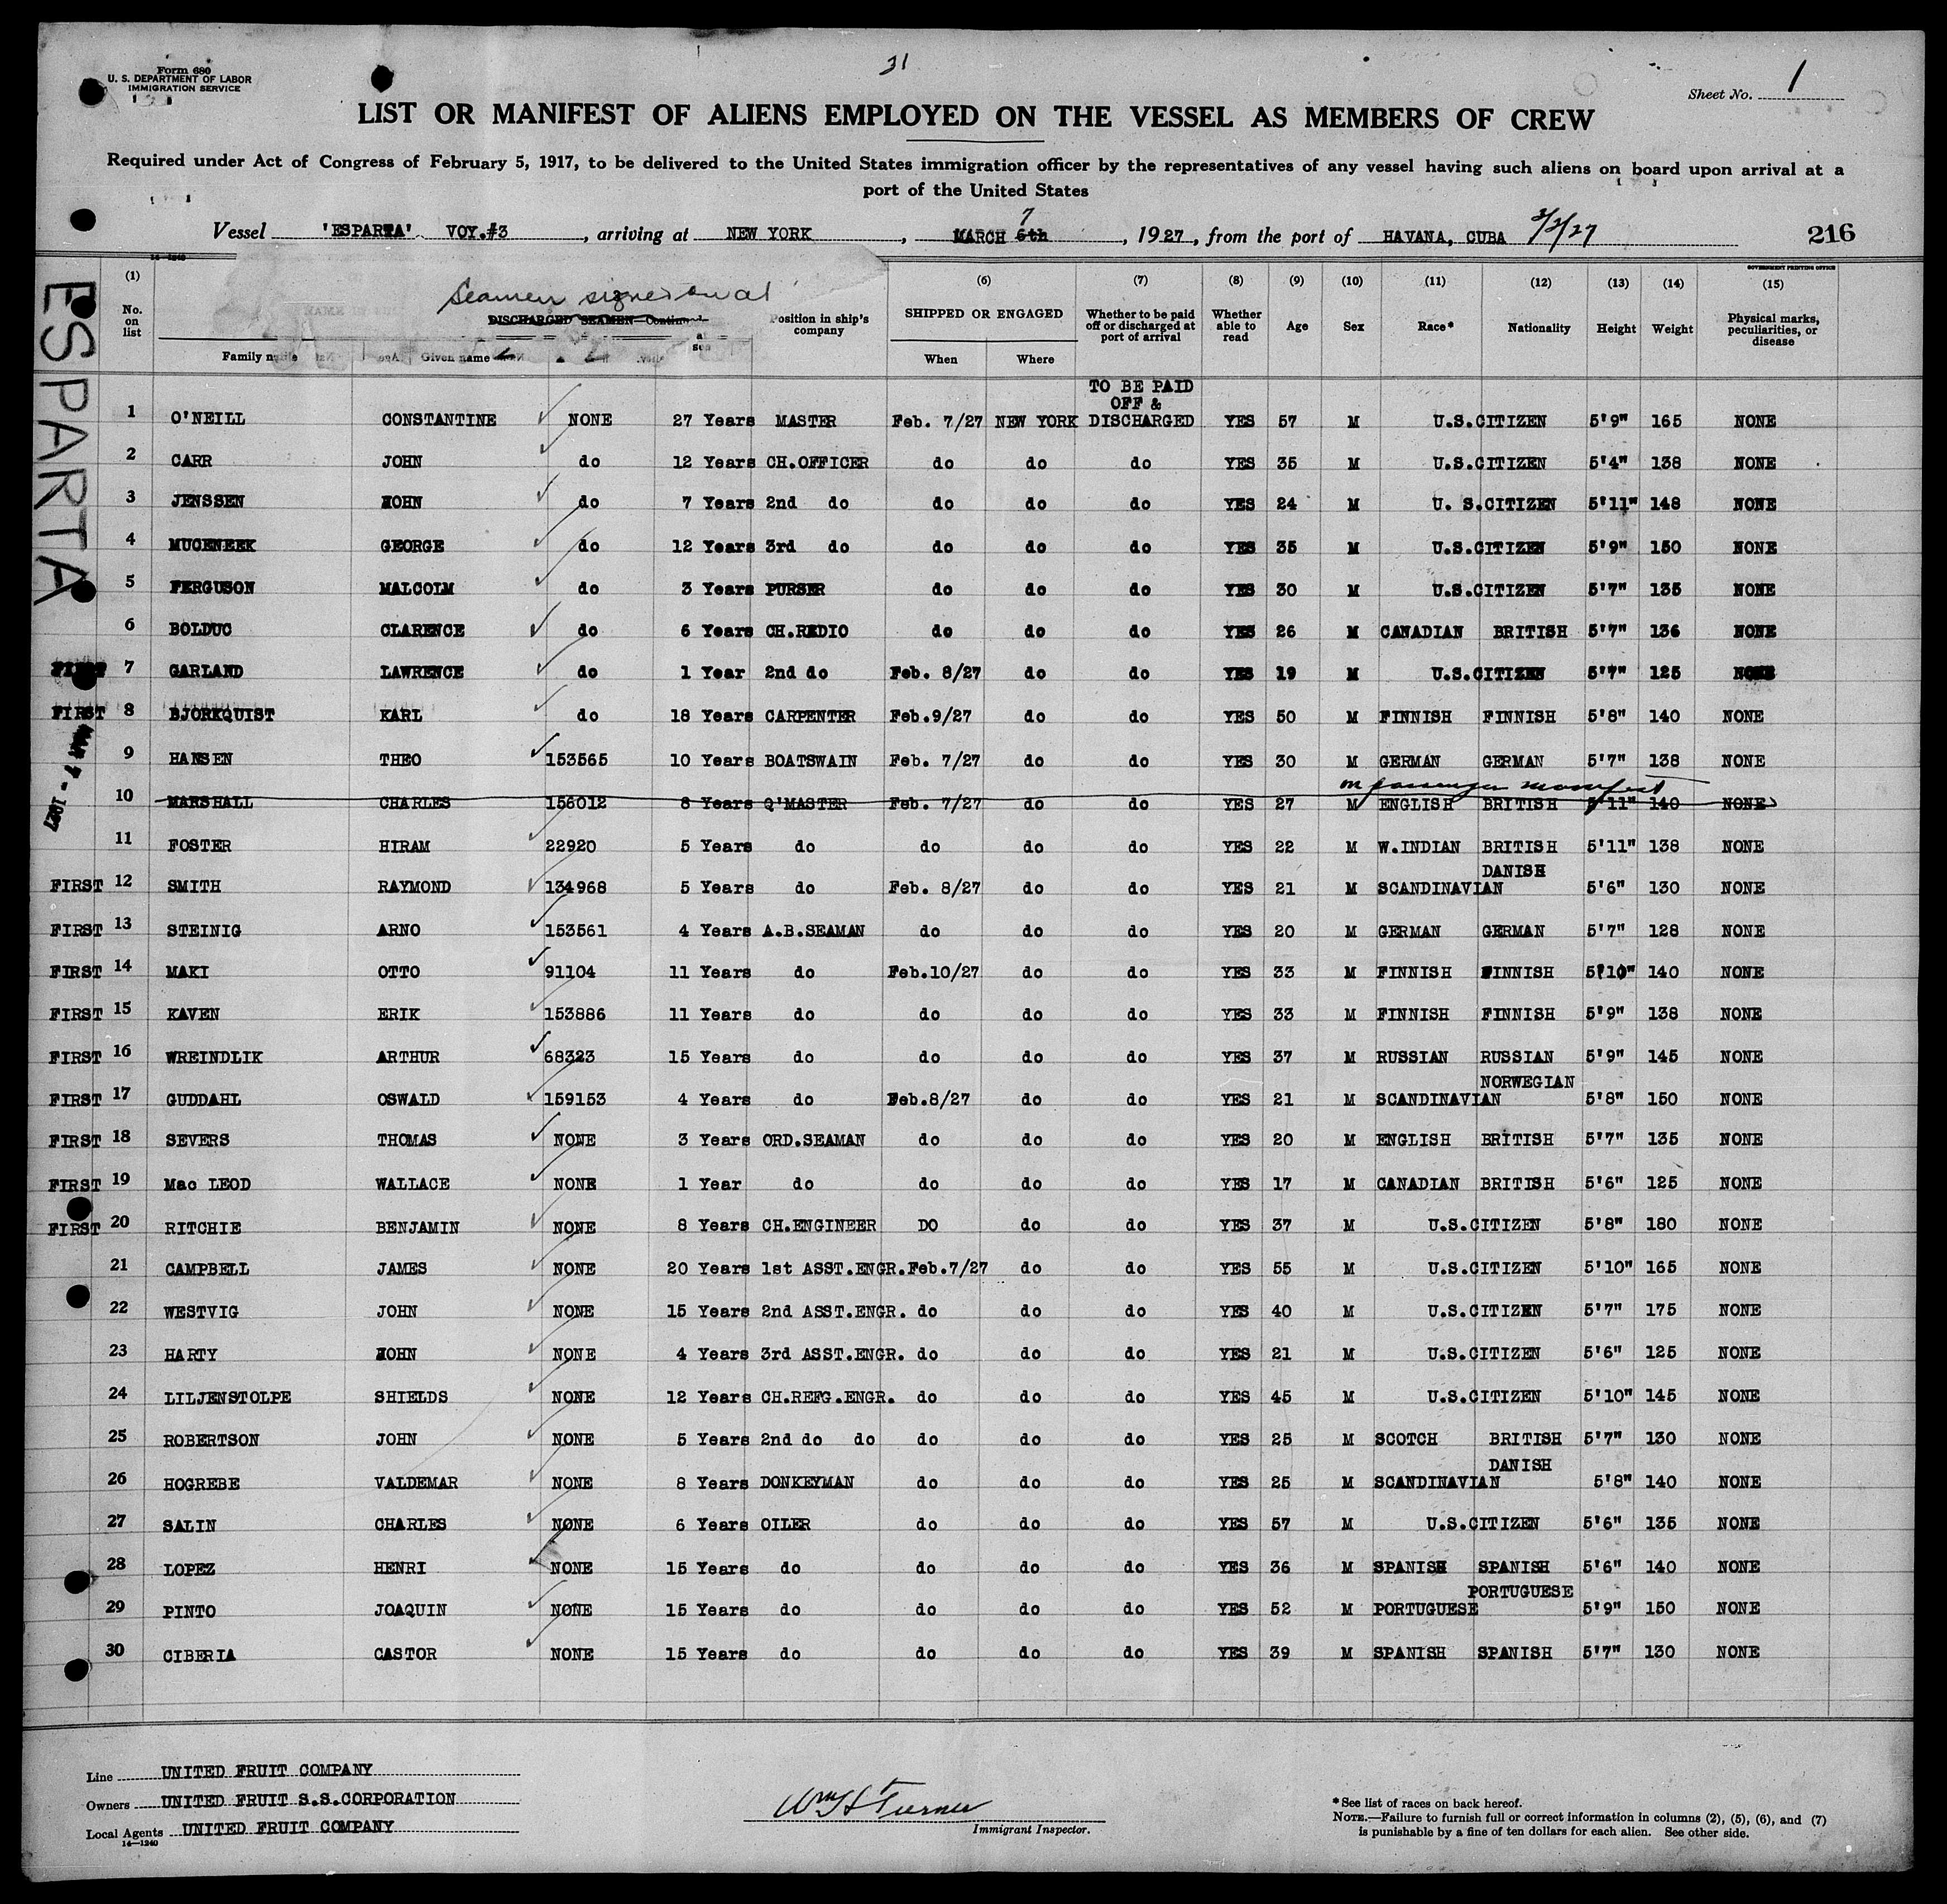 Form 680
U. S. DEPARTMENT OF LABOR
IMMIGRATION SERVICE
31
Sheet No. 1
LIST OR MANIFEST OF ALIENS EMPLOYED ON THE VESSEL AS MEMBERS OF CREW
Required under Act of Congress of February 5, 1917, to be delivered to the United States immigration officer by the representatives of any vessel having such aliens on board upon arrival at a
port of the United States
Vessel 'ESPARTA' VOY.#3, arriving at NEW YORK, MARCH 6th 7, 1927, from the port of HAVANA, CUBA 3/2/27 216
ESPARTA
GOVERNMENT PRINTING OFFICE
(1) (6) (7) (8) (9) (10) (11) (12) (13) (14) (15)
Seamen signed on at
DISCHARGED SEAMEN—Continued
No. on list Family name Given name Position in ship's company SHIPPED OR ENGAGED When Where Whether to be paid off or discharged at port of arrival Whether able to read Age Sex Race* Nationality Height Weight Physical marks, peculiarities, or disease
TO BE PAID
OFF &
1 O'NEILL CONSTANTINE NONE 27 Years MASTER Feb. 7/27 NEW YORK DISCHARGED YES 57 M U.S.CITIZEN 5'9" 165 NONE
2 CARR JOHN do 12 Years CH.OFFICER do do do YES 35 M U.S.CITIZEN 5'4" 138 NONE
3 JENSSEN JOHN do 7 Years 2nd do do do do YES 24 M U. S.CITIZEN 5'11" 148 NONE
4 MUCENEEK GEORGE do 12 Years 3rd do do do do YES 35 M U.S.CITIZEN 5'9" 150 NONE
5 FERGUSON MALCOLM do 3 Years PURSER do do do YES 30 M U.S.CITIZEN 5'7" 135 NONE
6 BOLDUC CLARENCE do 6 Years CH.REDIO do do do YES 26 M CANADIAN BRITISH 5'7" 136 NONE
FIRST 7 GARLAND LAWRENCE do 1 Year 2nd do Feb. 8/27 do do YES 19 M U.S.CITIZEN 5'7" 125 NONE
FIRST 8 BJORKQUIST KARL do 18 Years CARPENTER Feb.9/27 do do YES 50 M FINNISH FINNISH 5'8" 140 NONE
MAR 7 - 1927
9 HANSEN THEO 153565 10 Years BOATSWAIN Feb. 7/27 do do YES 30 M GERMAN GERMAN 5'7" 138 NONE
on passenger manifest
10 MARSHALL CHARLES 156012 8 Years Q'MASTER Feb. 7/27 do do YES 27 M ENGLISH BRITISH 5'11" 140 NONE
11 FOSTER HIRAM 22920 5 Years do do do do YES 22 M W.INDIAN BRITISH 5'11" 138 NONE
DANISH
FIRST 12 SMITH RAYMOND 134968 5 Years do Feb. 8/27 do do YES 21 M SCANDINAVIAN 5'6" 130 NONE
FIRST 13 STEINIG ARNO 153561 4 Years A.B.SEAMAN do do do YES 20 M GERMAN GERMAN 5'7" 128 NONE
FIRST 14 MAKI OTTO 91104 11 Years do Feb.10/27 do do YES 33 M FINNISH FINNISH 5'10" 140 NONE
FIRST 15 KAVEN ERIK 153886 11 Years do do do do YES 33 M FINNISH FINNISH 5'9" 138 NONE
FIRST 16 WREINDLIK ARTHUR 68323 15 Years do do do do YES 37 M RUSSIAN RUSSIAN 5'9" 145 NONE
NORWEGIAN
FIRST 17 GUDDAHL OSWALD 159153 4 Years do Feb.8/27 do do YES 21 M SCANDINAVIAN 5'8" 150 NONE
FIRST 18 SEVERS THOMAS NONE 3 Years ORD.SEAMAN do do do YES 20 M ENGLISH BRITISH 5'7" 135 NONE
FIRST 19 Mac LEOD WALLACE NONE 1 Year do do do do YES 17 M CANADIAN BRITISH 5'6" 125 NONE
FIRST 20 RITCHIE BENJAMIN NONE 8 Years CH.ENGINEER DO do do YES 37 M U.S.CITIZEN 5'8" 180 NONE
21 CAMPBELL JAMES NONE 20 Years 1st ASST.ENGR. Feb.7/27 do do YES 55 M U.S.CITIZEN 5'10" 165 NONE
22 WESTVIG JOHN NONE 15 Years 2nd ASST.ENGR. do do do YES 40 M U.S.CITIZEN 5'7" 175 NONE
23 HARTY JOHN NONE 4 Years 3rd ASST.ENGR. do do do YES 21 M U.S.CITIZEN 5'6" 125 NONE
24 LILJENSTOLPE SHIELDS NONE 12 Years CH.REFG.ENGR. do do do YES 45 M U.S.CITIZEN 5'10" 145 NONE
25 ROBERTSON JOHN NONE 5 Years 2nd do do do do do YES 25 M SCOTCH BRITISH 5'7" 130 NONE
DANISH
26 HOGREBE VALDEMAR NONE 8 Years DONKEYMAN do do do YES 25 M SCANDINAVIAN 5'8" 140 NONE
27 SALIN CHARLES NONE 6 Years OILER do do do YES 57 M U.S.CITIZEN 5'6" 135 NONE
28 LOPEZ HENRI NONE 15 Years do do do do YES 36 M SPANISH SPANISH 5'6" 140 NONE
PORTUGUESE
29 PINTO JOAQUIN NONE 15 Years do do do do YES 52 M PORTUGUESE 5'9" 150 NONE
30 CIBERIA CASTOR NONE 15 Years do do do do YES 39 M SPANISH SPANISH 5'7" 130 NONE
Line UNITED FRUIT COMPANY
Owners UNITED FRUIT S.S.CORPORATION
Local Agents UNITED FRUIT COMPANY
14—1240
Wm H Turner
Immigrant Inspector.
*See list of races on back hereof.
NOTE.—Failure to furnish full or correct information in columns (2), (5), (6), and (7)
is punishable by a fine of ten dollars for each alien. See other side.